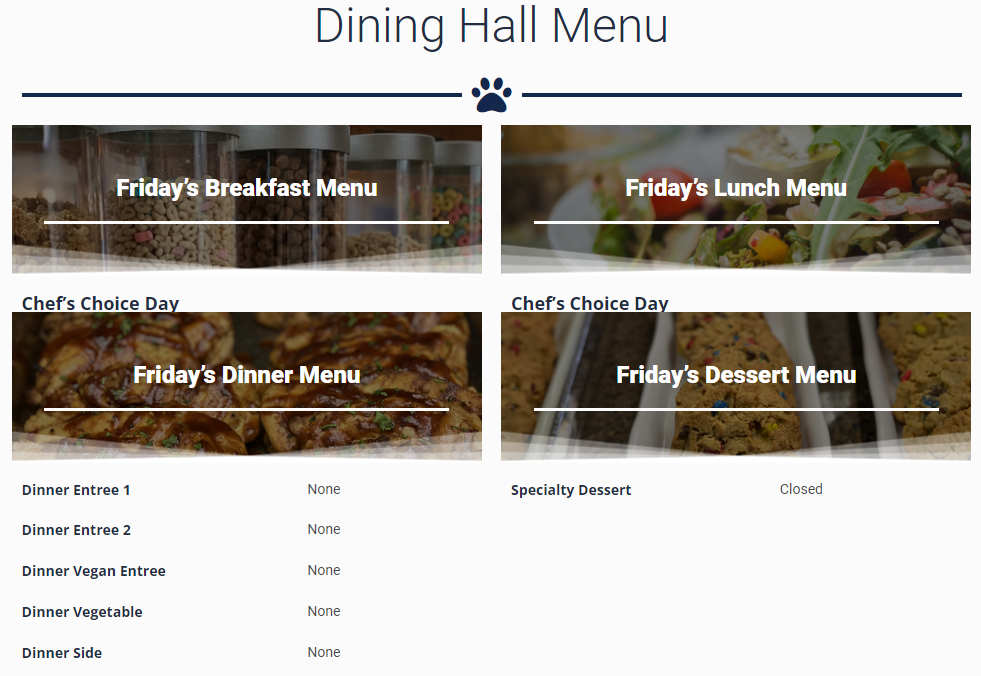 Dining Hall Menu
Friday’s Breakfast Menu
Friday’s Lunch Menu
Chef’s Choice Day
Chef’s Choice Day
Friday’s Dinner Menu
Friday’s Dessert Menu
Dinner Entree 1 None
Specialty Dessert Closed
Dinner Entree 2 None
Dinner Vegan Entree None
Dinner Vegetable None
Dinner Side None